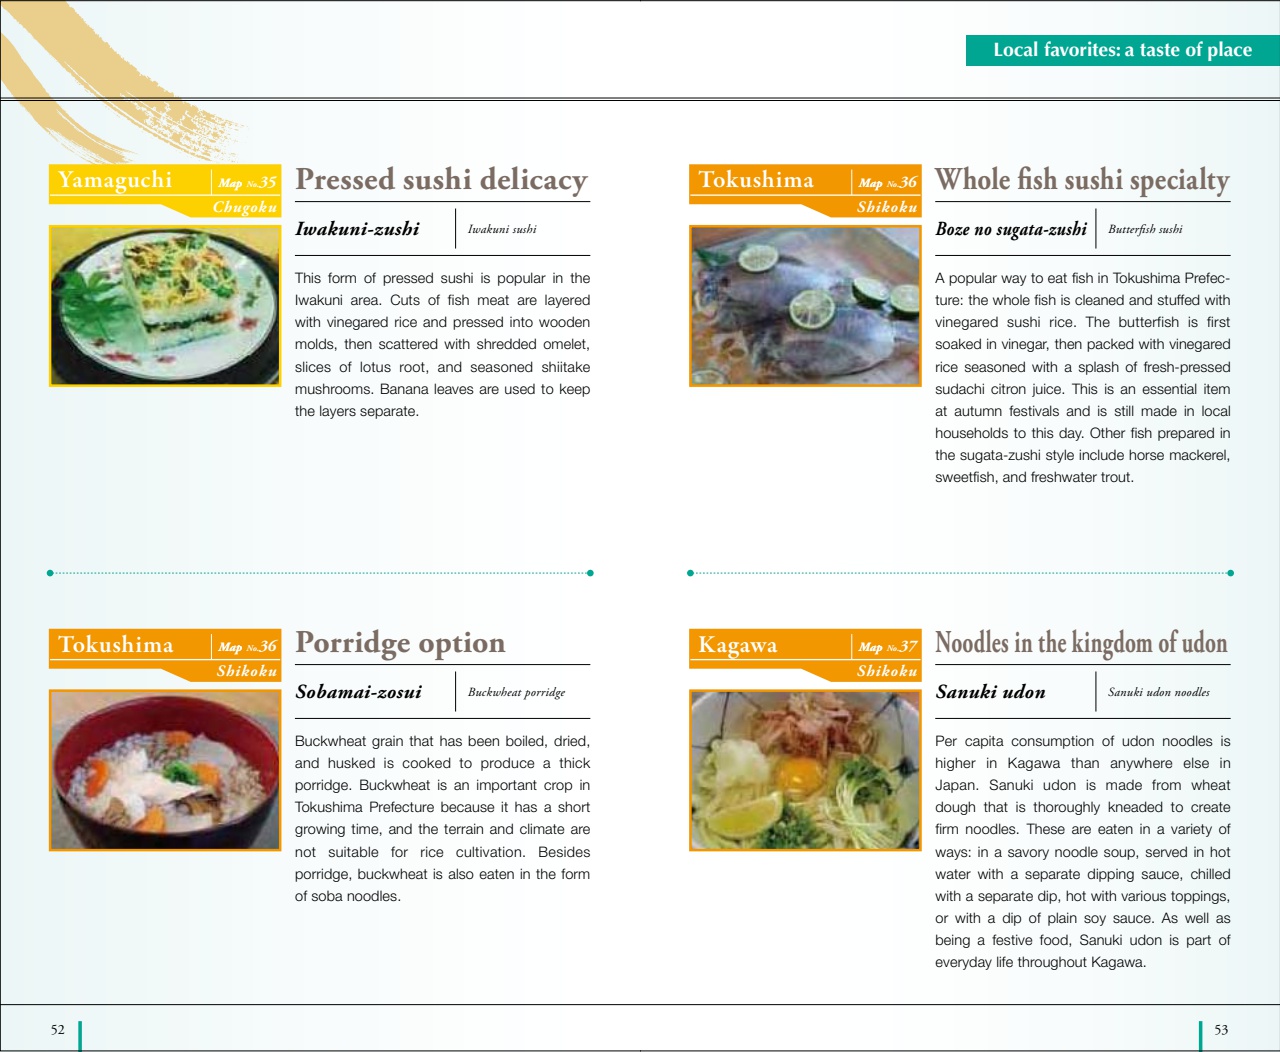 Local favorites: a taste of place
Yamaguchi
Map No.35
Chugoku
Pressed sushi delicacy
Iwakuni-zushi
Iwakuni sushi
This form of pressed sushi is popular in the
Iwakuni area. Cuts of fish meat are layered
with vinegared rice and pressed into wooden
molds, then scattered with shredded omelet,
slices of lotus root, and seasoned shiitake
mushrooms. Banana leaves are used to keep
the layers separate.
Tokushima
Map No.36
Shikoku
Porridge option
Sobamai-zosui
Buckwheat porridge
Buckwheat grain that has been boiled, dried,
and husked is cooked to produce a thick
porridge. Buckwheat is an important crop in
Tokushima Prefecture because it has a short
growing time, and the terrain and climate are
not suitable for rice cultivation. Besides
porridge, buckwheat is also eaten in the form
of soba noodles.
52
Tokushima
Map No.36
Shikoku
Whole fish sushi specialty
Boze no sugata-zushi
Butterfish sushi
A popular way to eat fish in Tokushima Prefec-
ture: the whole fish is cleaned and stuffed with
vinegared sushi rice. The butterfish is first
soaked in vinegar, then packed with vinegared
rice seasoned with a splash of fresh-pressed
sudachi citron juice. This is an essential item
at autumn festivals and is still made in local
households to this day. Other fish prepared in
the sugata-zushi style include horse mackerel,
sweetfish, and freshwater trout.
Kagawa
Map No.37
Shikoku
Noodles in the kingdom of udon
Sanuki udon
Sanuki udon noodles
Per capita consumption of udon noodles is
higher in Kagawa than anywhere else in
Japan. Sanuki udon is made from wheat
dough that is thoroughly kneaded to create
firm noodles. These are eaten in a variety of
ways: in a savory noodle soup, served in hot
water with a separate dipping sauce, chilled
with a separate dip, hot with various toppings,
or with a dip of plain soy sauce. As well as
being a festive food, Sanuki udon is part of
everyday life throughout Kagawa.
53